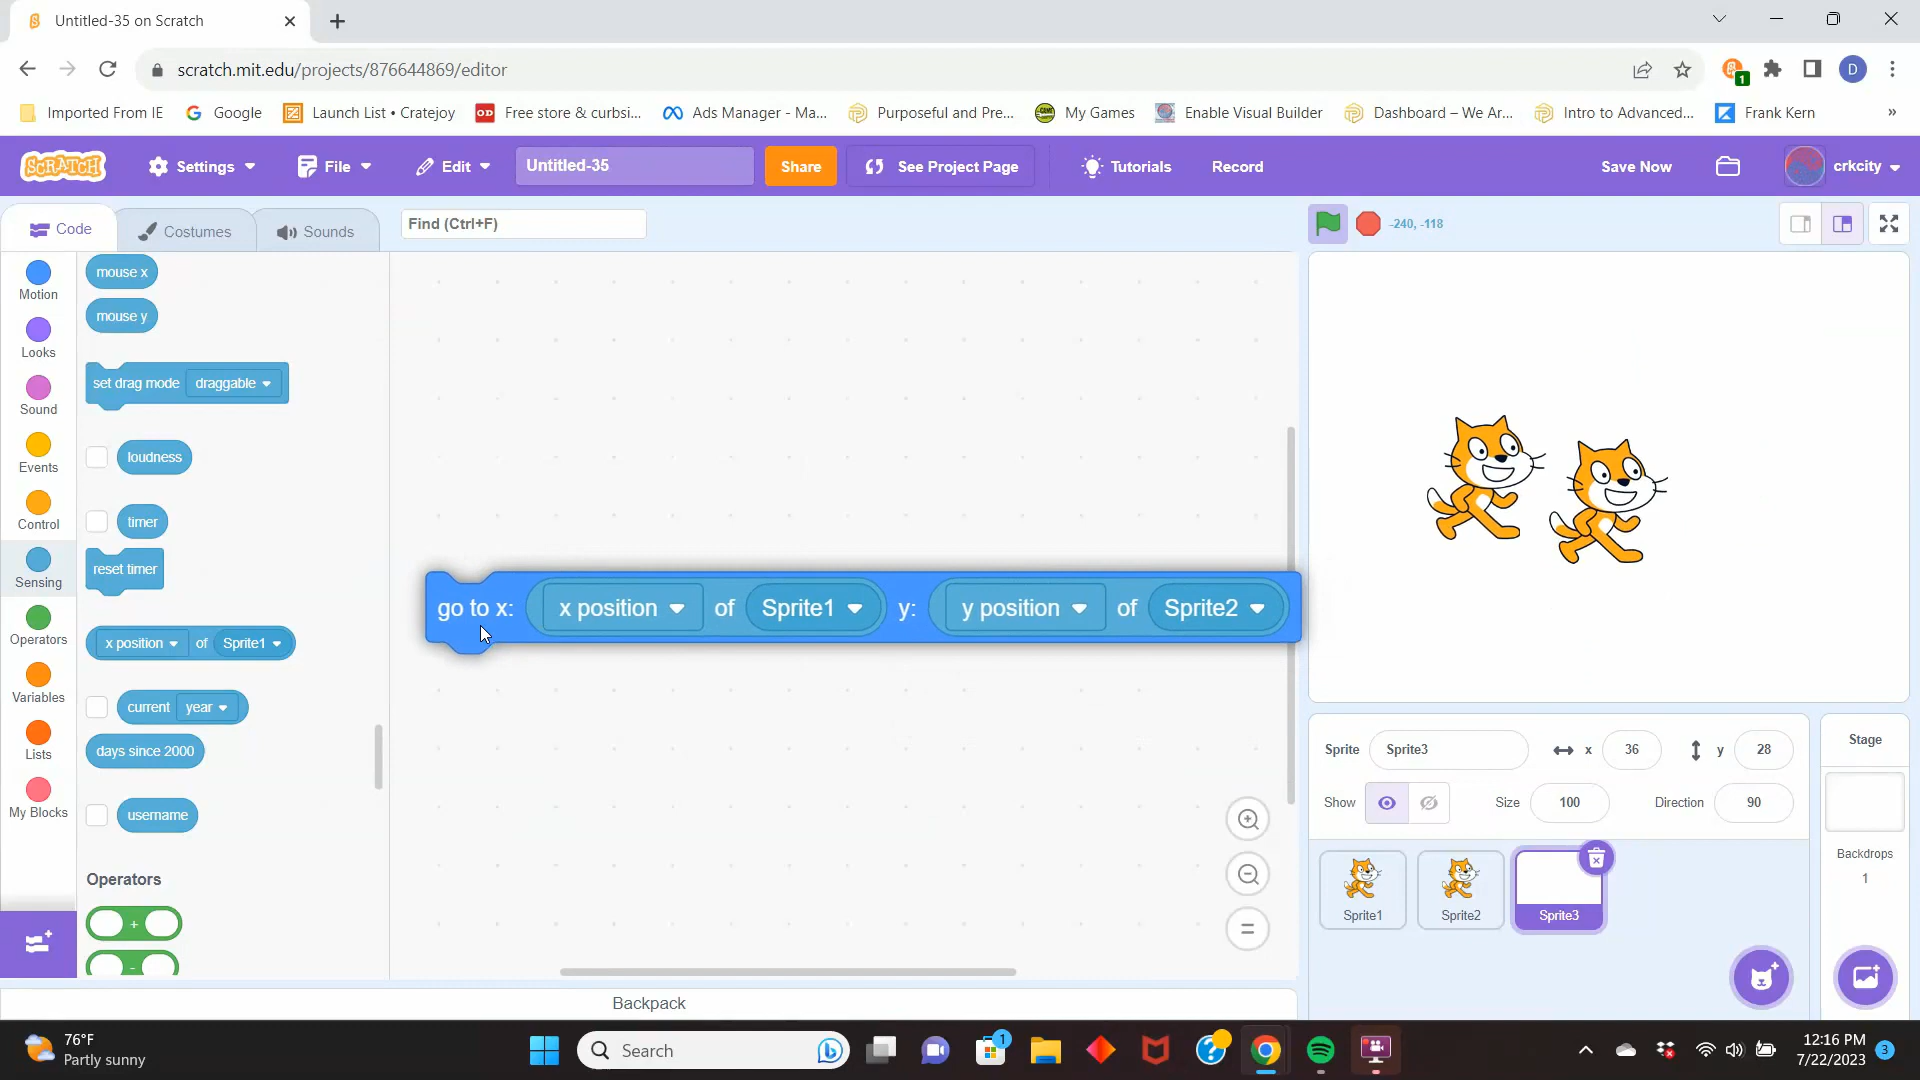 Untitled-35 on Scratch
scratch.mit.edu/projects/876644869/editor
1
D
Imported From IE
Google
Launch List • Cratejoy
OD
Free store & curbsi...
Ads Manager - Ma...
Purposeful and Pre...
My Games
Enable Visual Builder
Dashboard – We Ar...
Intro to Advanced...
Frank Kern
»
SCRATCH
Settings
File
Edit
Untitled-35
Share
See Project Page
Tutorials
Record
Save Now
crkcity
Code
Costumes
Sounds
Find (Ctrl+F)
-240, -118
Motion
Looks
Sound
Events
Control
Sensing
Operators
Variables
Lists
My Blocks
mouse x
mouse y
set drag mode draggable
loudness
timer
reset timer
x position of Sprite1
current year
days since 2000
username
Operators
+
-
go to x: x position of Sprite1 y: y position of Sprite2
Sprite Sprite3 x 36 y 28
Show Size 100 Direction 90
Sprite1
Sprite2
Sprite3
Stage
Backdrops
1
Backpack
76°F
Partly sunny
Search
1
12:16 PM
7/22/2023
3